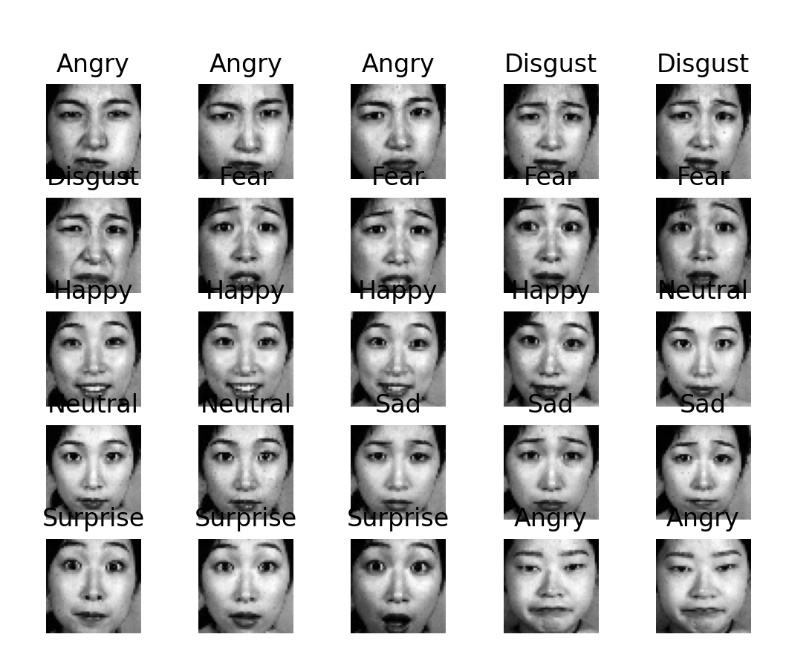 Angry Angry Angry Disgust Disgust
Disgust Fear Fear Fear Fear
Happy Happy Happy Happy Neutral
Neutral Neutral Sad Sad Sad
Surprise Surprise Surprise Angry Angry